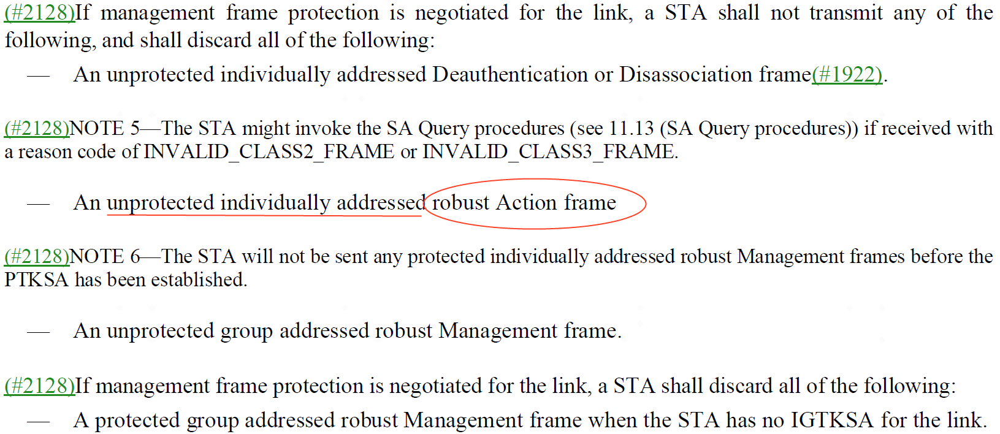 (#2128)If management frame protection is negotiated for the link, a STA shall not transmit any of the
following, and shall discard all of the following:
— An unprotected individually addressed Deauthentication or Disassociation frame(#1922).
(#2128)NOTE 5—The STA might invoke the SA Query procedures (see 11.13 (SA Query procedures)) if received with
a reason code of INVALID_CLASS2_FRAME or INVALID_CLASS3_FRAME.
— An unprotected individually addressed robust Action frame
(#2128)NOTE 6—The STA will not be sent any protected individually addressed robust Management frames before the
PTKSA has been established.
— An unprotected group addressed robust Management frame.
(#2128)If management frame protection is negotiated for the link, a STA shall discard all of the following:
— A protected group addressed robust Management frame when the STA has no IGTKSA for the link.